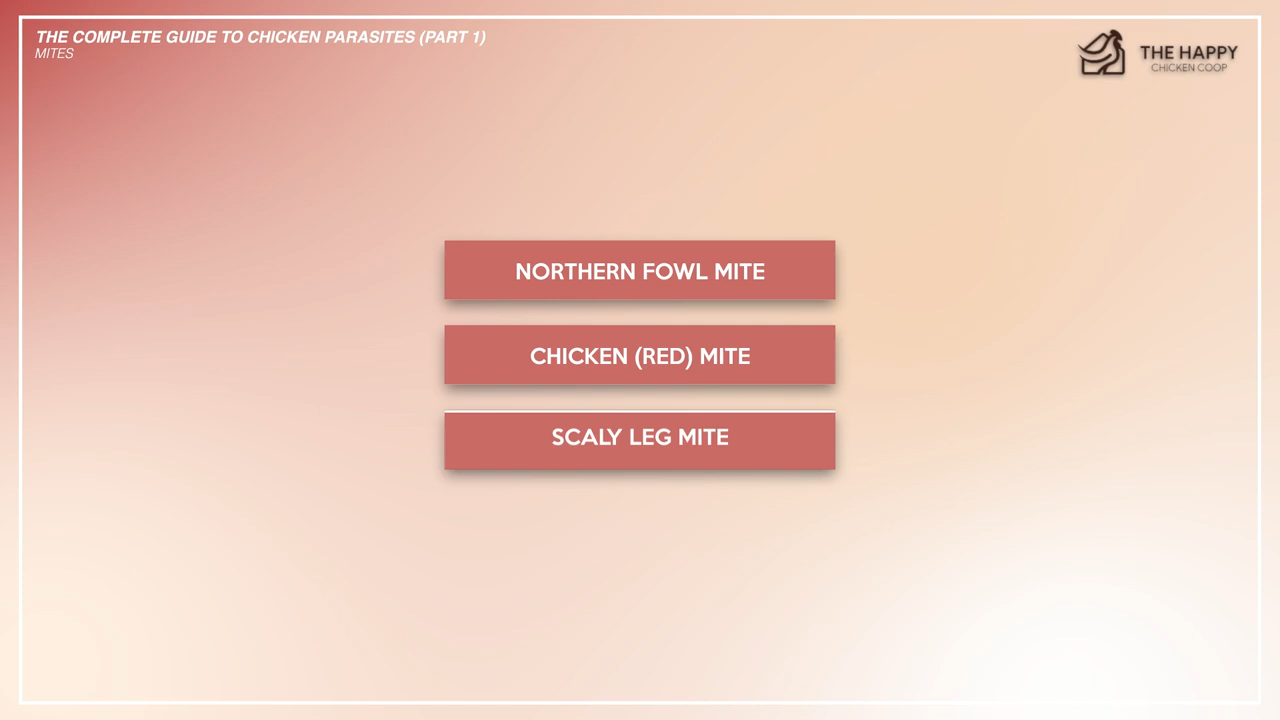 THE COMPLETE GUIDE TO CHICKEN PARASITES (PART 1)
MITES
THE HAPPY
CHICKEN COOP
NORTHERN FOWL MITE
CHICKEN (RED) MITE
SCALY LEG MITE